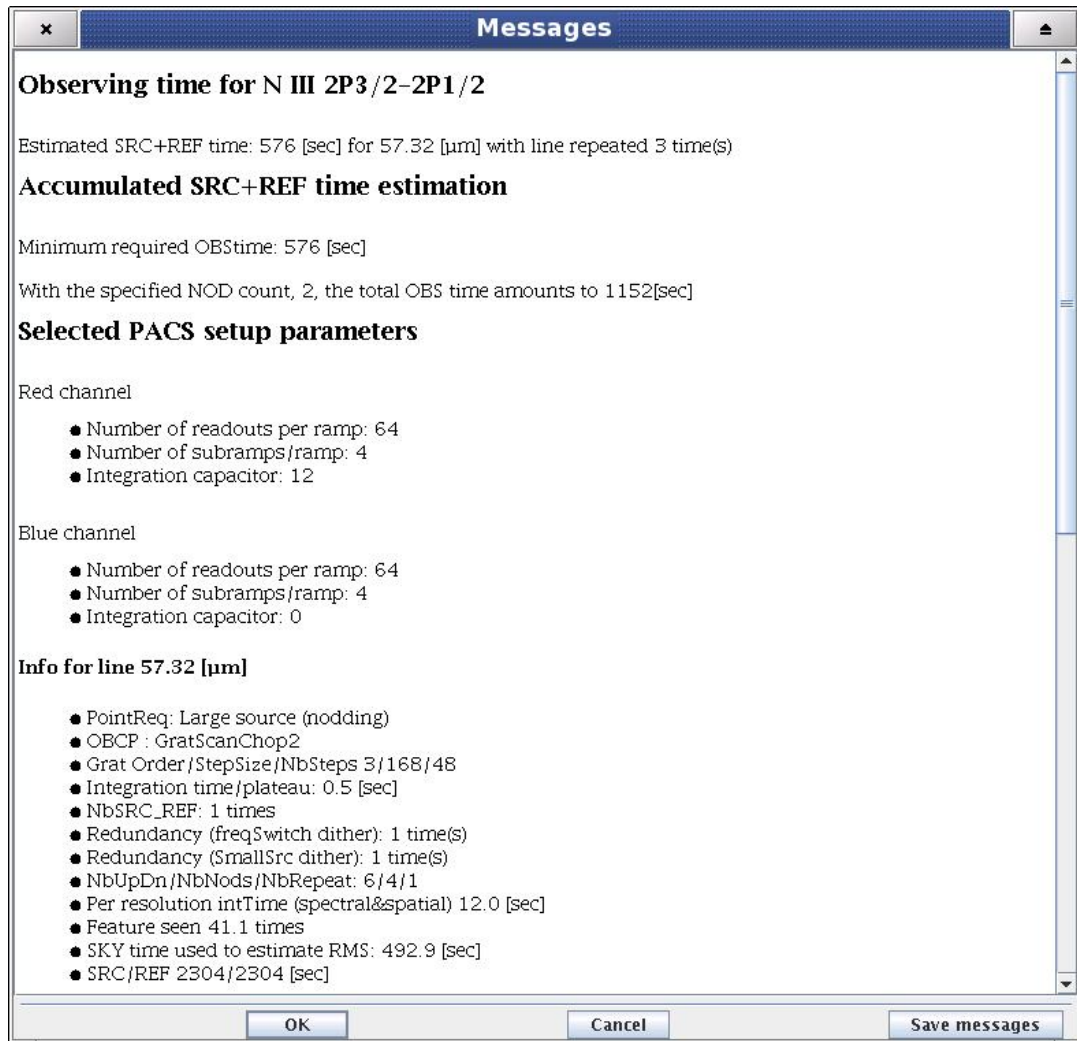 Messages
Observing time for N III 2P3/2-2P1/2
Estimated SRC+REF time: 576 [sec] for 57.32 [µm] with line repeated 3 time(s)
Accumulated SRC+REF time estimation
Minimum required OBStime: 576 [sec]
With the specified NOD count, 2, the total OBS time amounts to 1152[sec]
Selected PACS setup parameters
Red channel
● Number of readouts per ramp: 64
● Number of subramps/ramp: 4
● Integration capacitor: 12
Blue channel
● Number of readouts per ramp: 64
● Number of subramps/ramp: 4
● Integration capacitor: 0
Info for line 57.32 [µm]
● PointReq: Large source (nodding)
● OBCP : GratScanChop2
● Grat Order/StepSize/NbSteps 3/168/48
● Integration time/plateau: 0.5 [sec]
● NbSRC_REF: 1 times
● Redundancy (freqSwitch dither): 1 time(s)
● Redundancy (SmallSrc dither): 1 time(s)
● NbUpDn/NbNods/NbRepeat: 6/4/1
● Per resolution intTime (spectral&spatial) 12.0 [sec]
● Feature seen 41.1 times
● SKY time used to estimate RMS: 492.9 [sec]
● SRC/REF 2304/2304 [sec]
OK Cancel Save messages